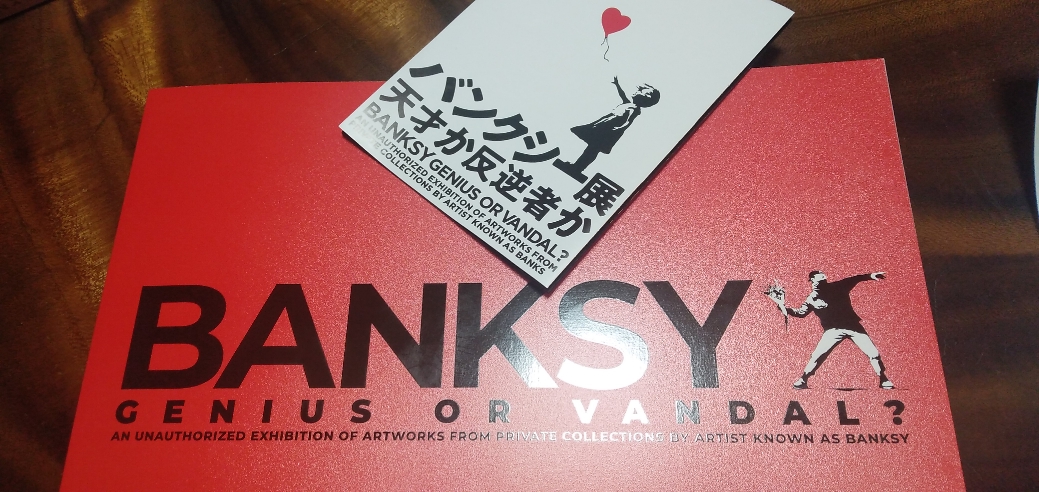 バンクシー展
天才か反逆者か
BANKSY GENIUS OR VANDAL?
AN UNAUTHORIZED EXHIBITION OF ARTWORKS FROM
COLLECTIONS BY ARTIST KNOWN AS BANKS
BANKSY
GENIUS OR VANDAL?
AN UNAUTHORIZED EXHIBITION OF ARTWORKS FROM PRIVATE COLLECTIONS BY ARTIST KNOWN AS BANKSY